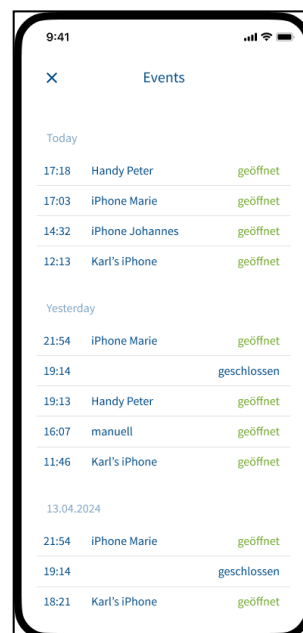 9:41
Events
Today
17:18 Handy Peter geöffnet
17:03 iPhone Marie geöffnet
14:32 iPhone Johannes geöffnet
12:13 Karl's iPhone geöffnet
Yesterday
21:54 iPhone Marie geöffnet
19:14 geschlossen
19:13 Handy Peter geöffnet
16:07 manuell geöffnet
11:46 Karl's iPhone geöffnet
13.04.2024
21:54 iPhone Marie geöffnet
19:14 geschlossen
18:21 Karl's iPhone geöffnet